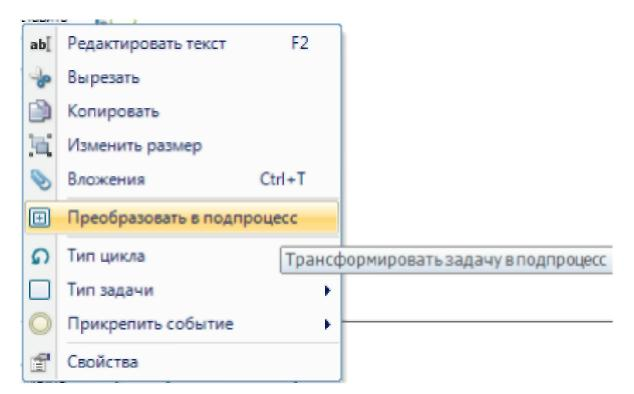 ab Редактировать текст F2
Вырезать
Копировать
Изменить размер
Вложения Ctrl+T
Преобразовать в подпроцесс
Тип цикла
Трансформировать задачу в подпроцесс
Тип задачи
Прикрепить событие
Свойства